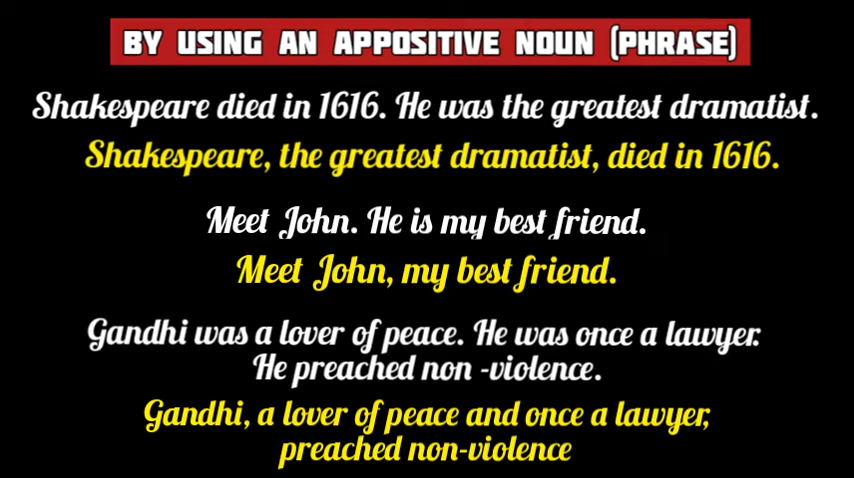 BY USING AN APPOSITIVE NOUN (PHRASE)
Shakespeare died in 1616. He was the greatest dramatist.
Shakespeare, the greatest dramatist, died in 1616.
Meet John. He is my best friend.
Meet John, my best friend.
Gandhi was a lover of peace. He was once a lawyer.
He preached non -violence.
Gandhi, a lover of peace and once a lawyer,
preached non-violence